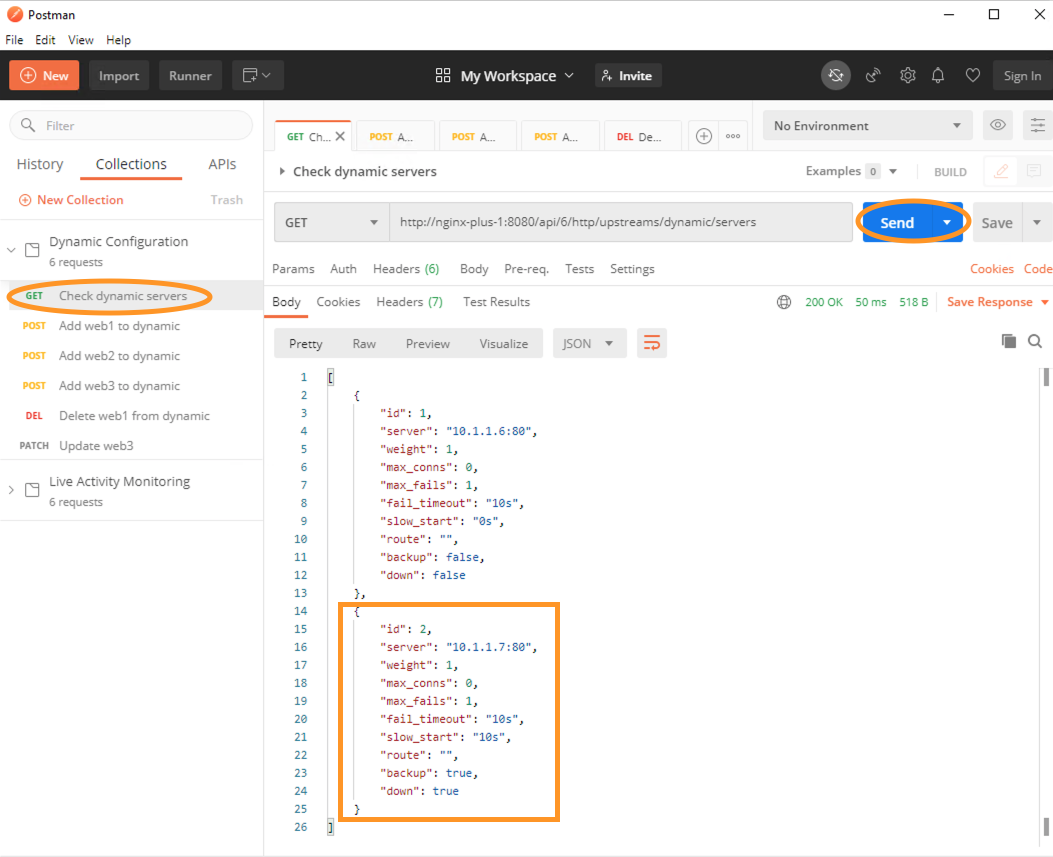 Postman
File Edit View Help
New Import Runner My Workspace Invite Sign In
Filter
History Collections APIs
New Collection Trash
Dynamic Configuration
6 requests
GET Check dynamic servers
POST Add web1 to dynamic
POST Add web2 to dynamic
POST Add web3 to dynamic
DEL Delete web1 from dynamic
PATCH Update web3
Live Activity Monitoring
6 requests
GET Ch... POST A... POST A... POST A... DEL De... No Environment
Check dynamic servers Examples 0 BUILD
GET http://nginx-plus-1:8080/api/6/http/upstreams/dynamic/servers Send Save
Params Auth Headers (6) Body Pre-req. Tests Settings Cookies Code
Body Cookies Headers (7) Test Results 200 OK 50 ms 518 B Save Response
Pretty Raw Preview Visualize JSON
1 [
2 {
3 "id": 1,
4 "server": "10.1.1.6:80",
5 "weight": 1,
6 "max_conns": 0,
7 "max_fails": 1,
8 "fail_timeout": "10s",
9 "slow_start": "0s",
10 "route": "",
11 "backup": false,
12 "down": false
13 },
14 {
15 "id": 2,
16 "server": "10.1.1.7:80",
17 "weight": 1,
18 "max_conns": 0,
19 "max_fails": 1,
20 "fail_timeout": "10s",
21 "slow_start": "10s",
22 "route": "",
23 "backup": true,
24 "down": true
25 }
26 ]